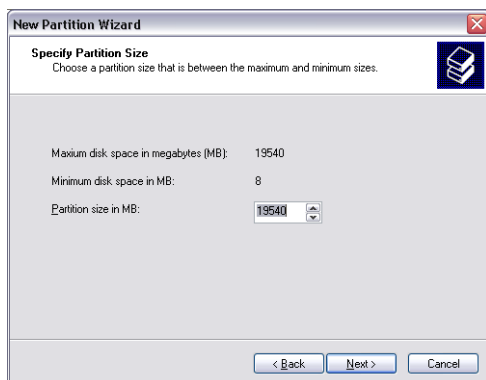 New Partition Wizard
Specify Partition Size
Choose a partition size that is between the maximum and minimum sizes.
Maxium disk space in megabytes (MB): 19540
Minimum disk space in MB: 8
Partition size in MB: 19540
< Back Next > Cancel